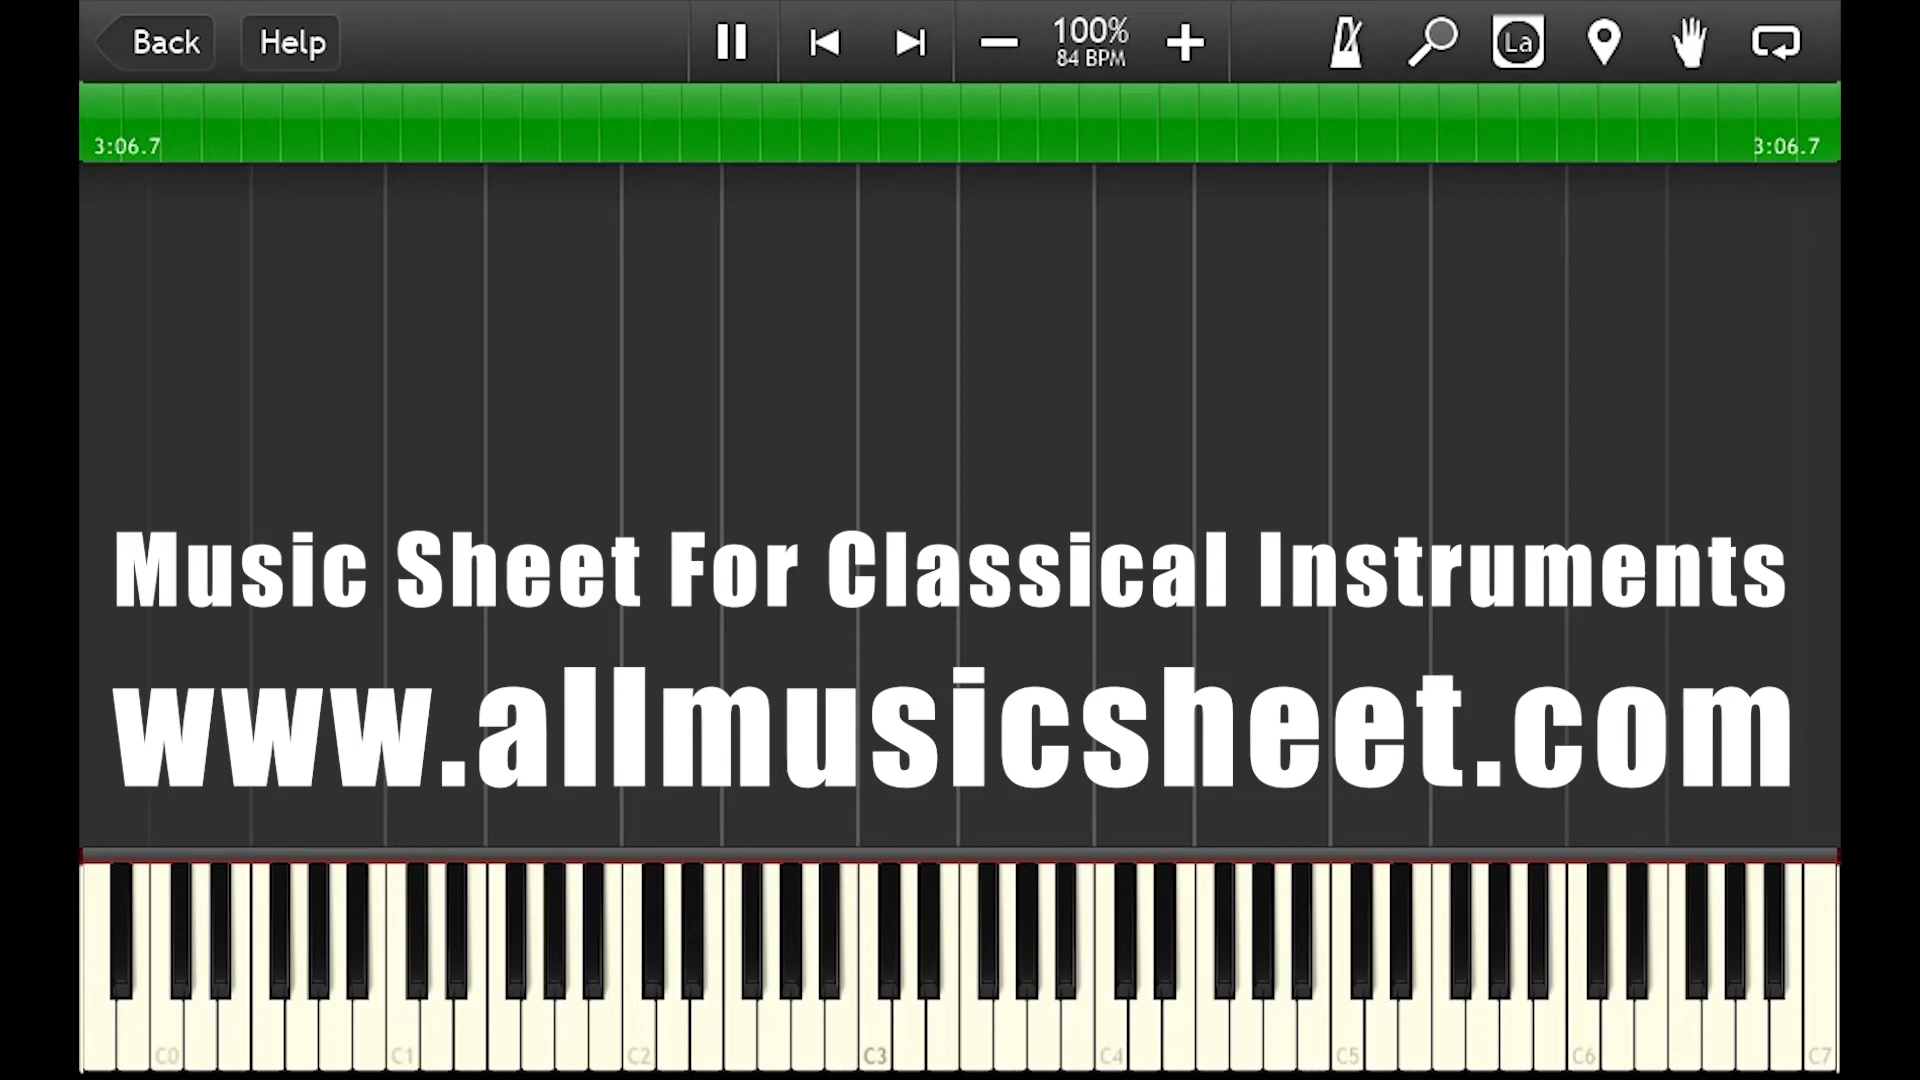 Back Help 100% La
84 BPM
3:06.7 3:06.7
Music Sheet For Classical Instruments
www.allmusicsheet.com
C0 C1 C2 C3 C4 C5 C6 C7